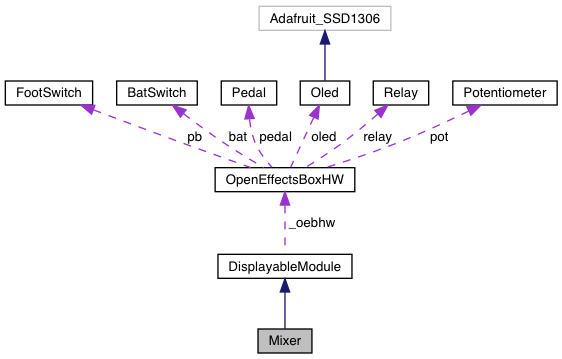 Adafruit_SSD1306
FootSwitch
BatSwitch
Pedal
Oled
Relay
Potentiometer
pb
bat
pedal
oled
relay
pot
OpenEffectsBoxHW
_oebhw
DisplayableModule
Mixer